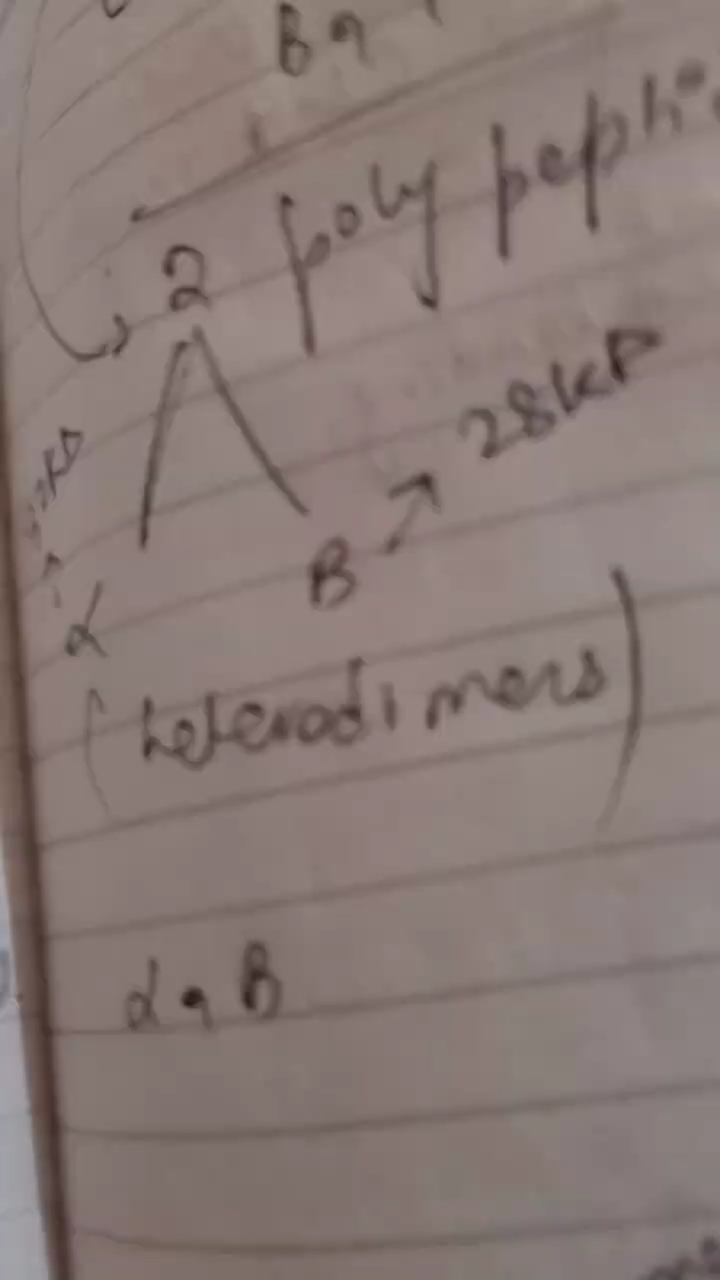 2 poly pepti
28KD
α B
(heterodimers)
α, B